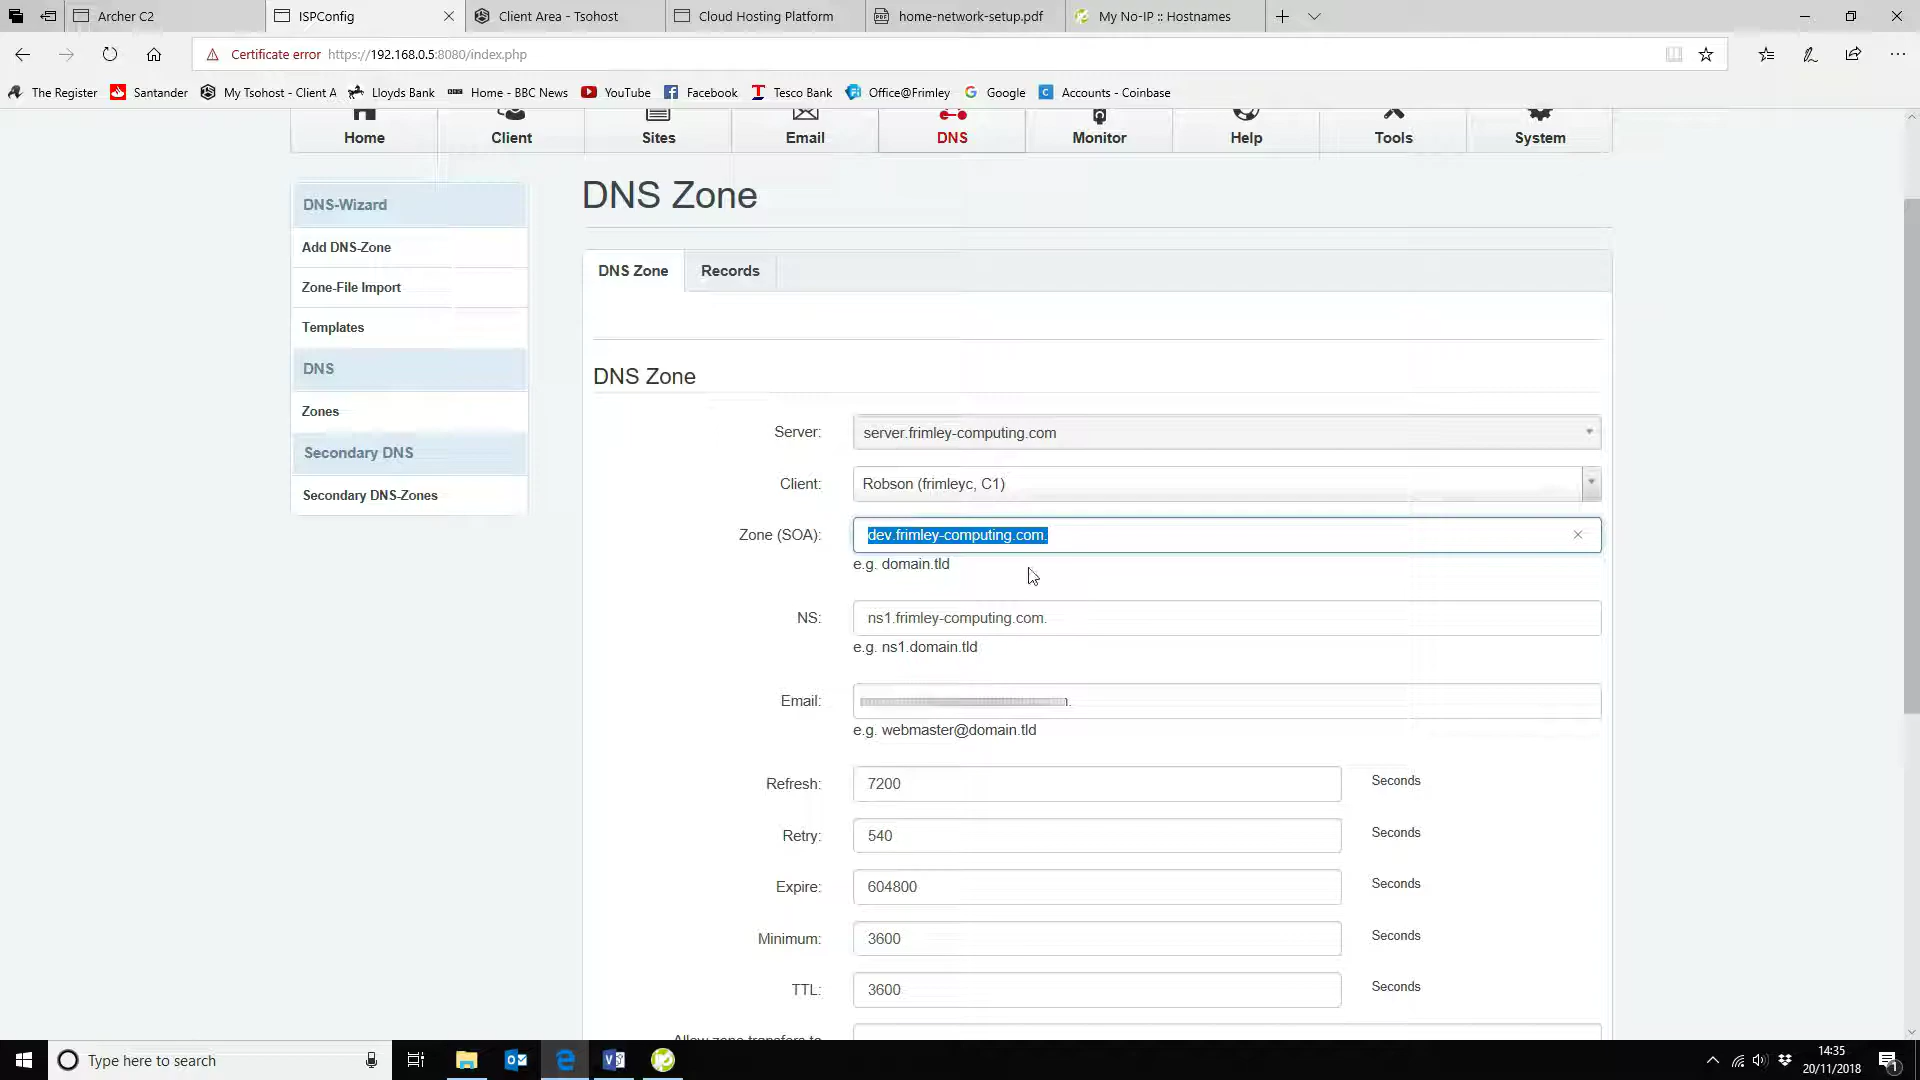 Archer C2
ISPConfig
Client Area - Tsohost
Cloud Hosting Platform
home-network-setup.pdf
My No-IP :: Hostnames
Certificate error https://192.168.0.5:8080/index.php
The Register
Santander
My Tsohost - Client A
Lloyds Bank
Home - BBC News
YouTube
Facebook
Tesco Bank
Office@Frimley
Google
Accounts - Coinbase
Home
Client
Sites
Email
DNS
Monitor
Help
Tools
System
DNS-Wizard
Add DNS-Zone
Zone-File Import
Templates
DNS
Zones
Secondary DNS
Secondary DNS-Zones
DNS Zone
DNS Zone
Records
DNS Zone
Server: server.frimley-computing.com
Client: Robson (frimleyc, C1)
Zone (SOA): dev.frimley-computing.com.
e.g. domain.tld
NS: ns1.frimley-computing.com.
e.g. ns1.domain.tld
Email:
e.g. webmaster@domain.tld
Refresh: 7200 Seconds
Retry: 540 Seconds
Expire: 604800 Seconds
Minimum: 3600 Seconds
TTL: 3600 Seconds
Allow zone transfers to
Type here to search
14:35
20/11/2018
1